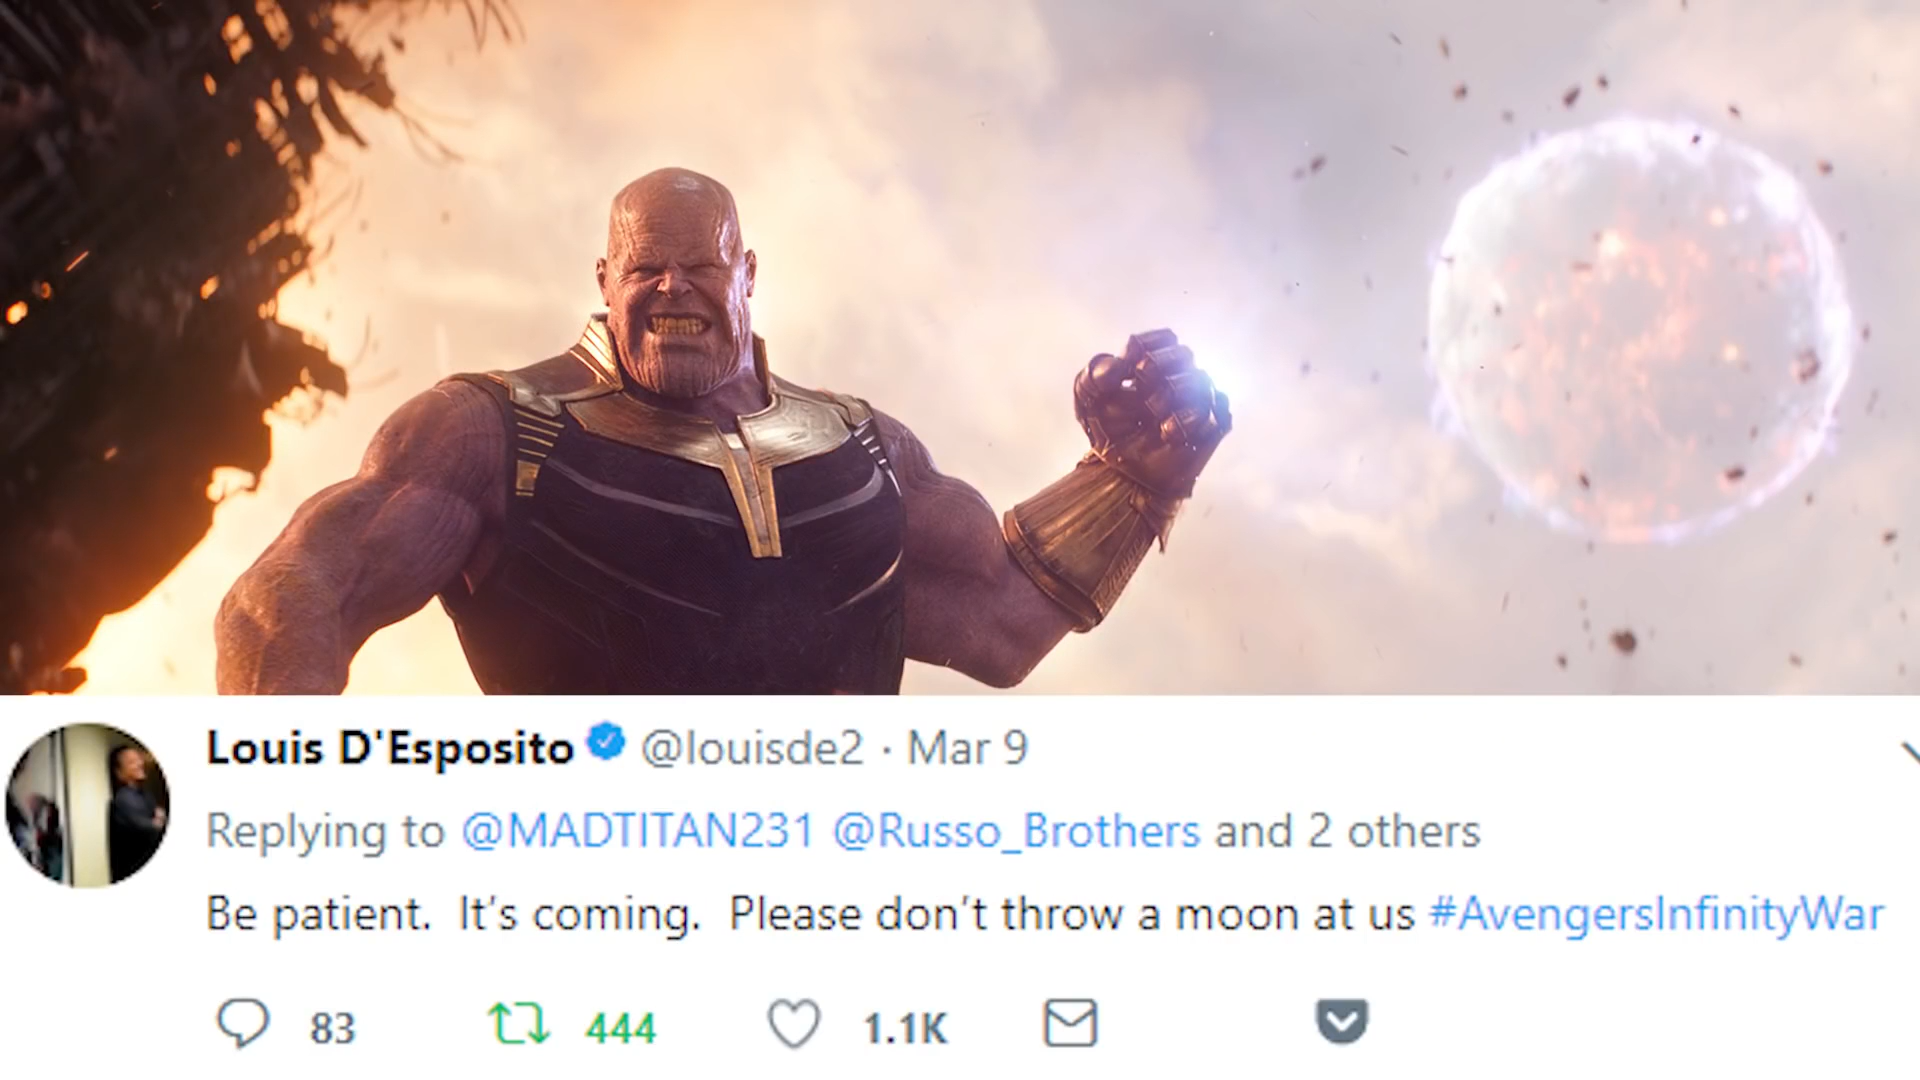 Louis D'Esposito @louisde2 · Mar 9
Replying to @MADTITAN231 @Russo_Brothers and 2 others
Be patient.  It's coming.  Please don't throw a moon at us #AvengersInfinityWar
83 444 1.1K